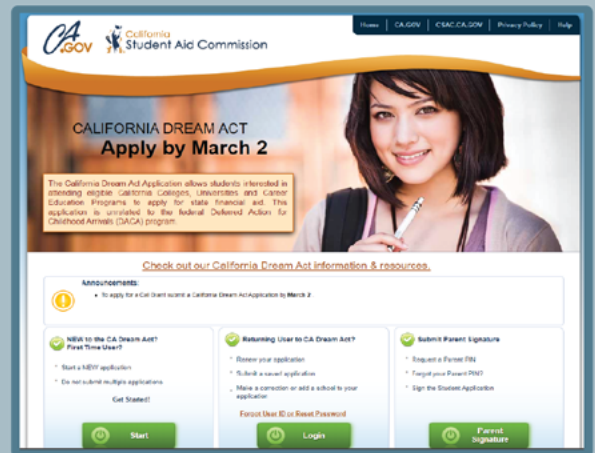 Home CA.GOV CSAC.CA.GOV Privacy Policy Help
CA.GOV
California
Student Aid Commission
CALIFORNIA DREAM ACT
Apply by March 2
The California Dream Act Application allows students interested in
attending eligible California Colleges, Universities and Career
Education Programs to apply for state financial aid. This
application is unrelated to the federal Deferred Action for
Childhood Arrivals (DACA) program.
Check out our California Dream Act information & resources.
Announcements:
To apply for a Cal Grant submit a California Dream Act Application by March 2 .
NEW to the CA Dream Act?
First Time User?
Start a NEW application
Do not submit multiple applications
Get Started!
Start
Returning User to CA Dream Act?
Renew your application
Submit a saved application
Make a correction or add a school to your
application
Forgot User ID or Reset Password
Login
Submit Parent Signature
Request a Parent PIN
Forgot your Parent PIN?
Sign the Student Application
Parent
Signature